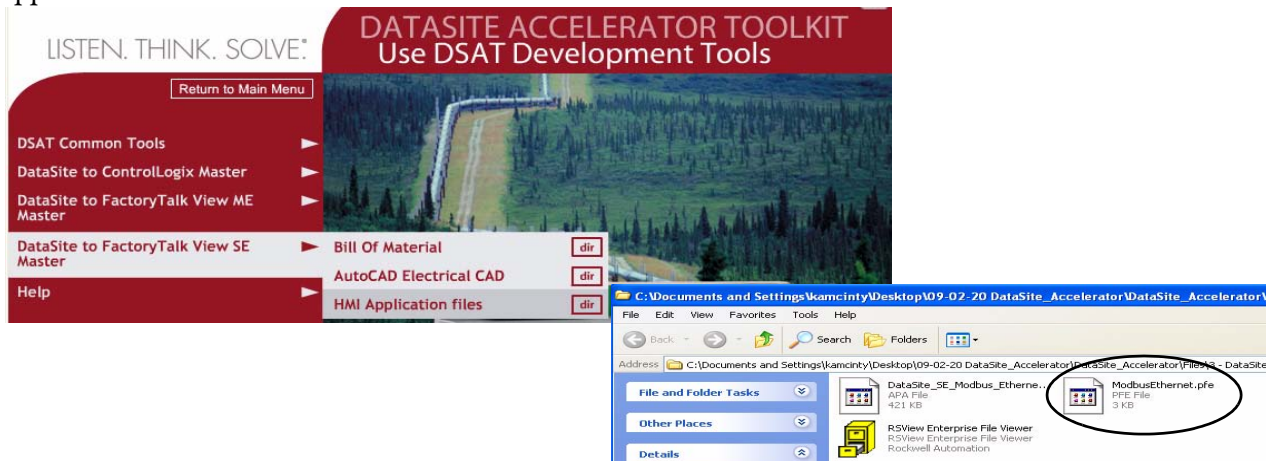 LISTEN. THINK. SOLVE.®
DATASITE ACCELERATOR TOOLKIT
Use DSAT Development Tools
Return to Main Menu
DSAT Common Tools
DataSite to ControlLogix Master
DataSite to FactoryTalk View ME
Master
DataSite to FactoryTalk View SE
Master
Help
Bill Of Material
dir
AutoCAD Electrical CAD
dir
HMI Application files
dir
C:\Documents and Settings\kamcinty\Desktop\09-02-20 DataSite_Accelerator\DataSite_Accelerator\
File Edit View Favorites Tools Help
Back Search Folders
Address C:\Documents and Settings\kamcinty\Desktop\09-02-20 DataSite_Accelerator\DataSite_Accelerator\Files\3 - DataSite
File and Folder Tasks
Other Places
Details
DataSite_SE_Modbus_Etherne...
APA File
421 KB
ModbusEthernet.pfe
PFE File
3 KB
RSView Enterprise File Viewer
RSView Enterprise File Viewer
Rockwell Automation